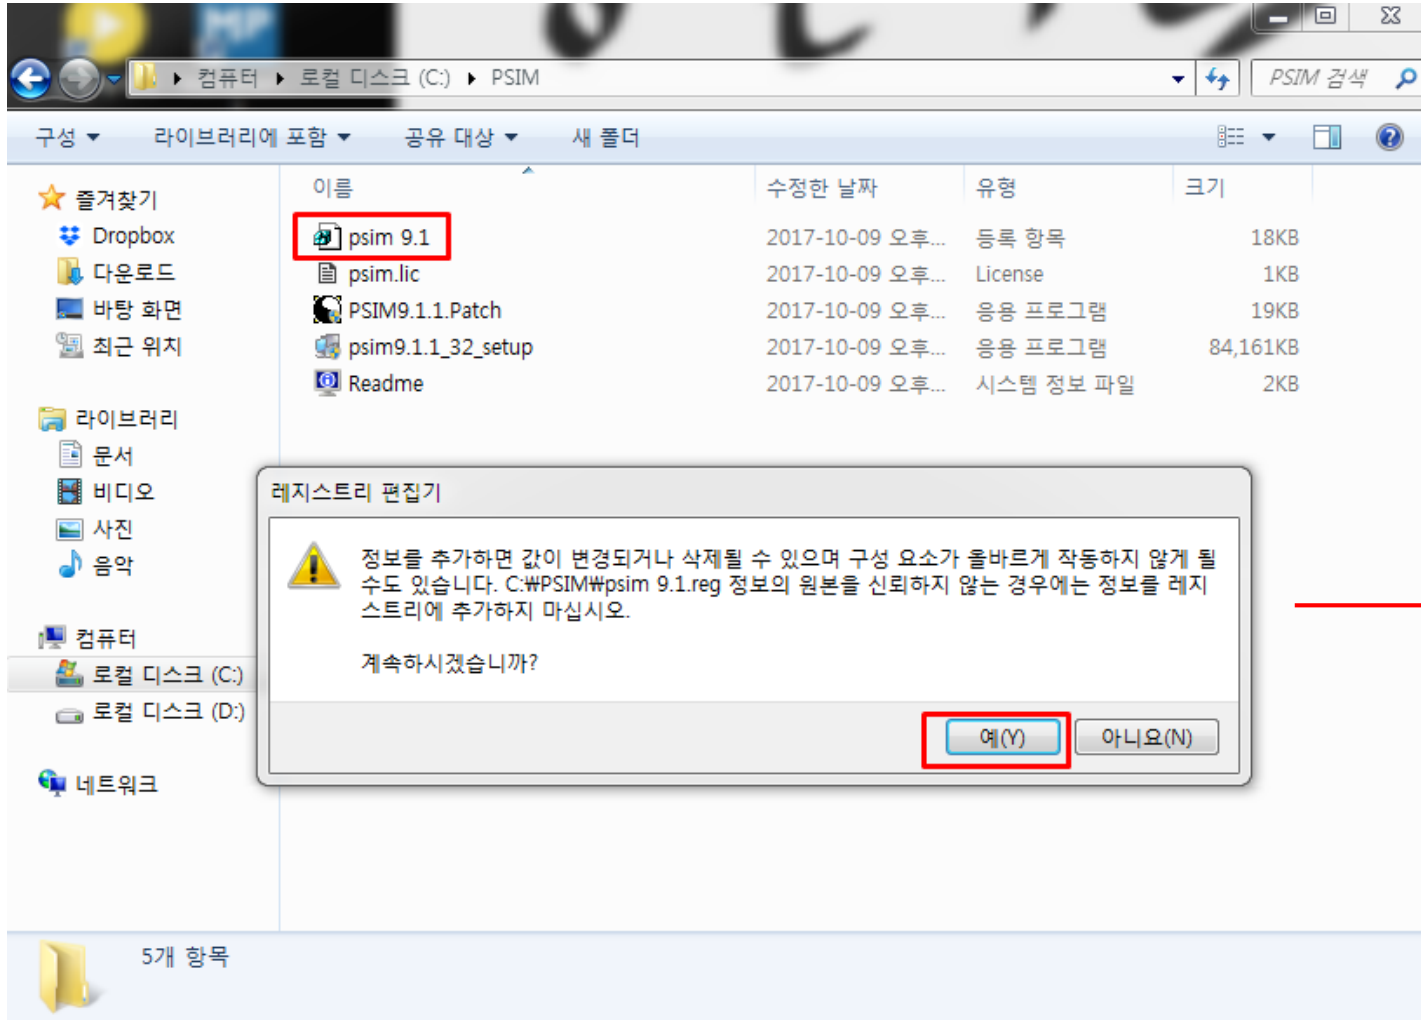 컴퓨터 ▸ 로컬 디스크 (C:) ▸ PSIM
PSIM 검색
구성 라이브러리에 포함 공유 대상 새 폴더
이름 수정한 날짜 유형 크기
psim 9.1 2017-10-09 오후... 등록 항목 18KB
psim.lic 2017-10-09 오후... License 1KB
PSIM9.1.1.Patch 2017-10-09 오후... 응용 프로그램 19KB
psim9.1.1_32_setup 2017-10-09 오후... 응용 프로그램 84,161KB
Readme 2017-10-09 오후... 시스템 정보 파일 2KB
즐겨찾기
Dropbox
다운로드
바탕 화면
최근 위치
라이브러리
문서
비디오
사진
음악
컴퓨터
로컬 디스크 (C:)
로컬 디스크 (D:)
네트워크
레지스트리 편집기
정보를 추가하면 값이 변경되거나 삭제될 수 있으며 구성 요소가 올바르게 작동하지 않게 될
수도 있습니다. C:₩PSIM₩psim 9.1.reg 정보의 원본을 신뢰하지 않는 경우에는 정보를 레지
스트리에 추가하지 마십시오.
계속하시겠습니까?
예(Y) 아니요(N)
5개 항목